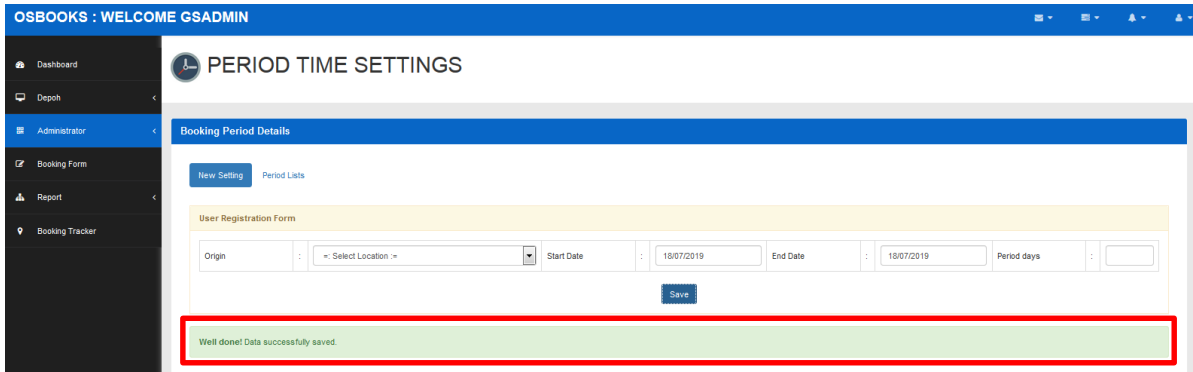 OSBOOKS : WELCOME GSADMIN
Dashboard
Depoh
Administrator
Booking Form
Report
Booking Tracker
PERIOD TIME SETTINGS
Booking Period Details
New Setting Period Lists
User Registration Form
Origin : =: Select Location := Start Date : 18/07/2019 End Date : 18/07/2019 Period days :
Save
Well done! Data successfully saved.